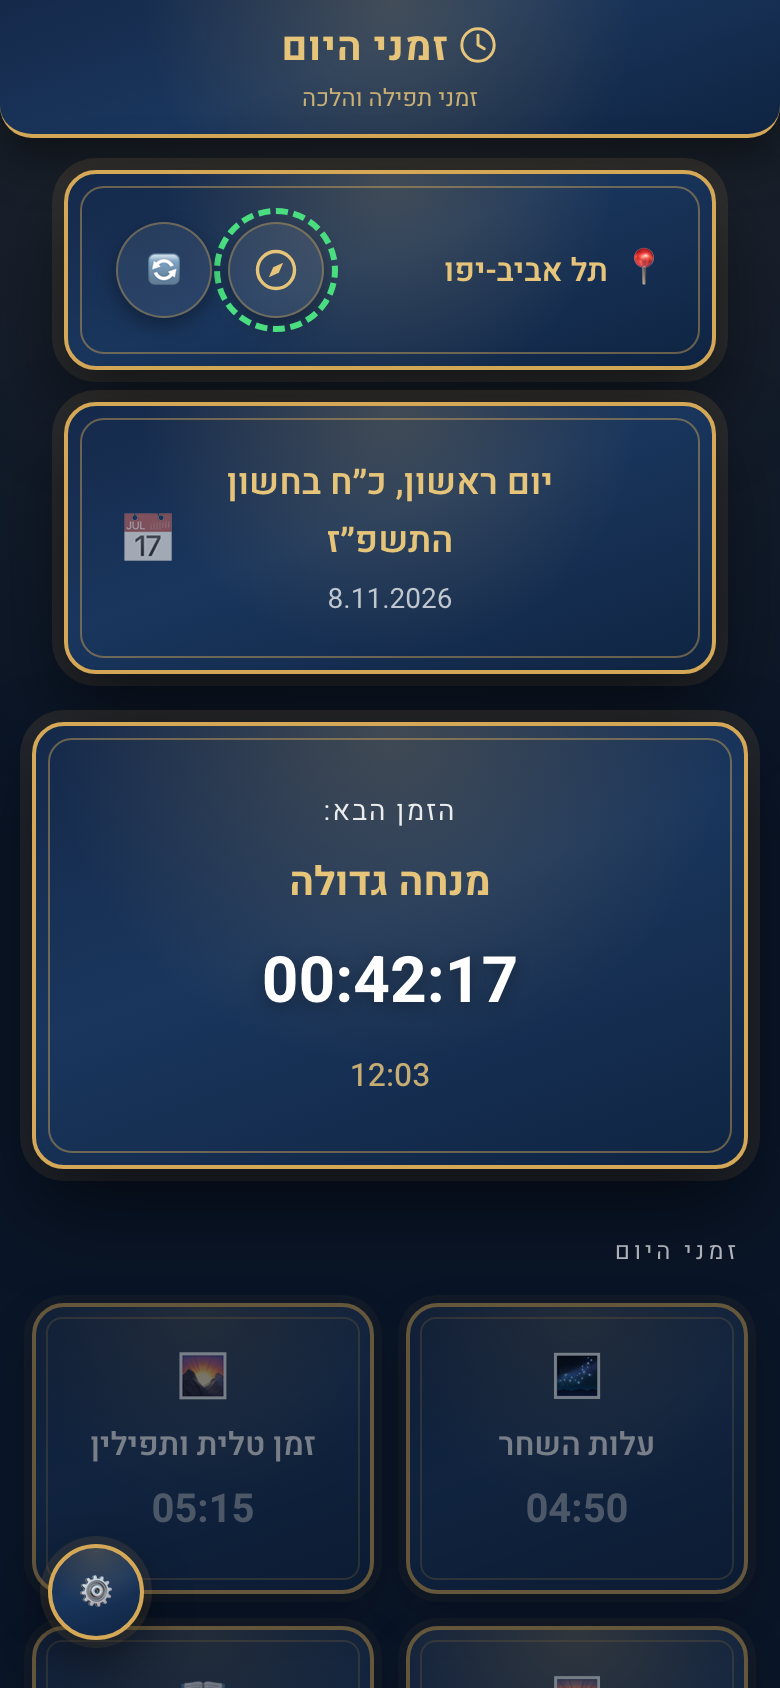 זמני היום
זמני תפילה והלכה
תל אביב-יפו
יום ראשון, כ״ח בחשון
התשפ״ז
8.11.2026
JUL
17
הזמן הבא:
מנחה גדולה
00:42:17
12:03
זמני היום
עלות השחר
04:50
זמן טלית ותפילין
05:15